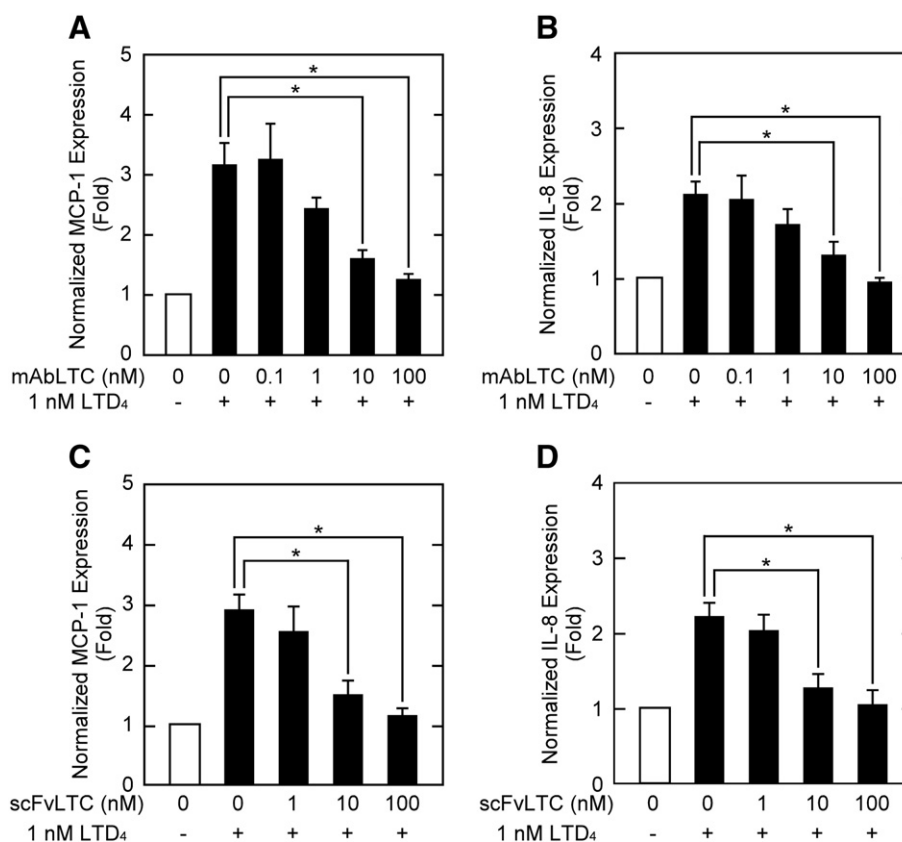 A
Normalized MCP-1 Expression
(Fold)
5
4
3
2
1
0
*
*
mAbLTC (nM) 0 0 0.1 1 10 100
1 nM LTD₄ - + + + + +
B
Normalized IL-8 Expression
(Fold)
4
3
2
1
0
*
*
mAbLTC (nM) 0 0 0.1 1 10 100
1 nM LTD₄ - + + + + +
C
Normalized MCP-1 Expression
(Fold)
5
4
3
2
1
0
*
*
scFvLTC (nM) 0 0 1 10 100
1 nM LTD₄ - + + + +
D
Normalized IL-8 Expression
(Fold)
4
3
2
1
0
*
*
scFvLTC (nM) 0 0 1 10 100
1 nM LTD₄ - + + + +